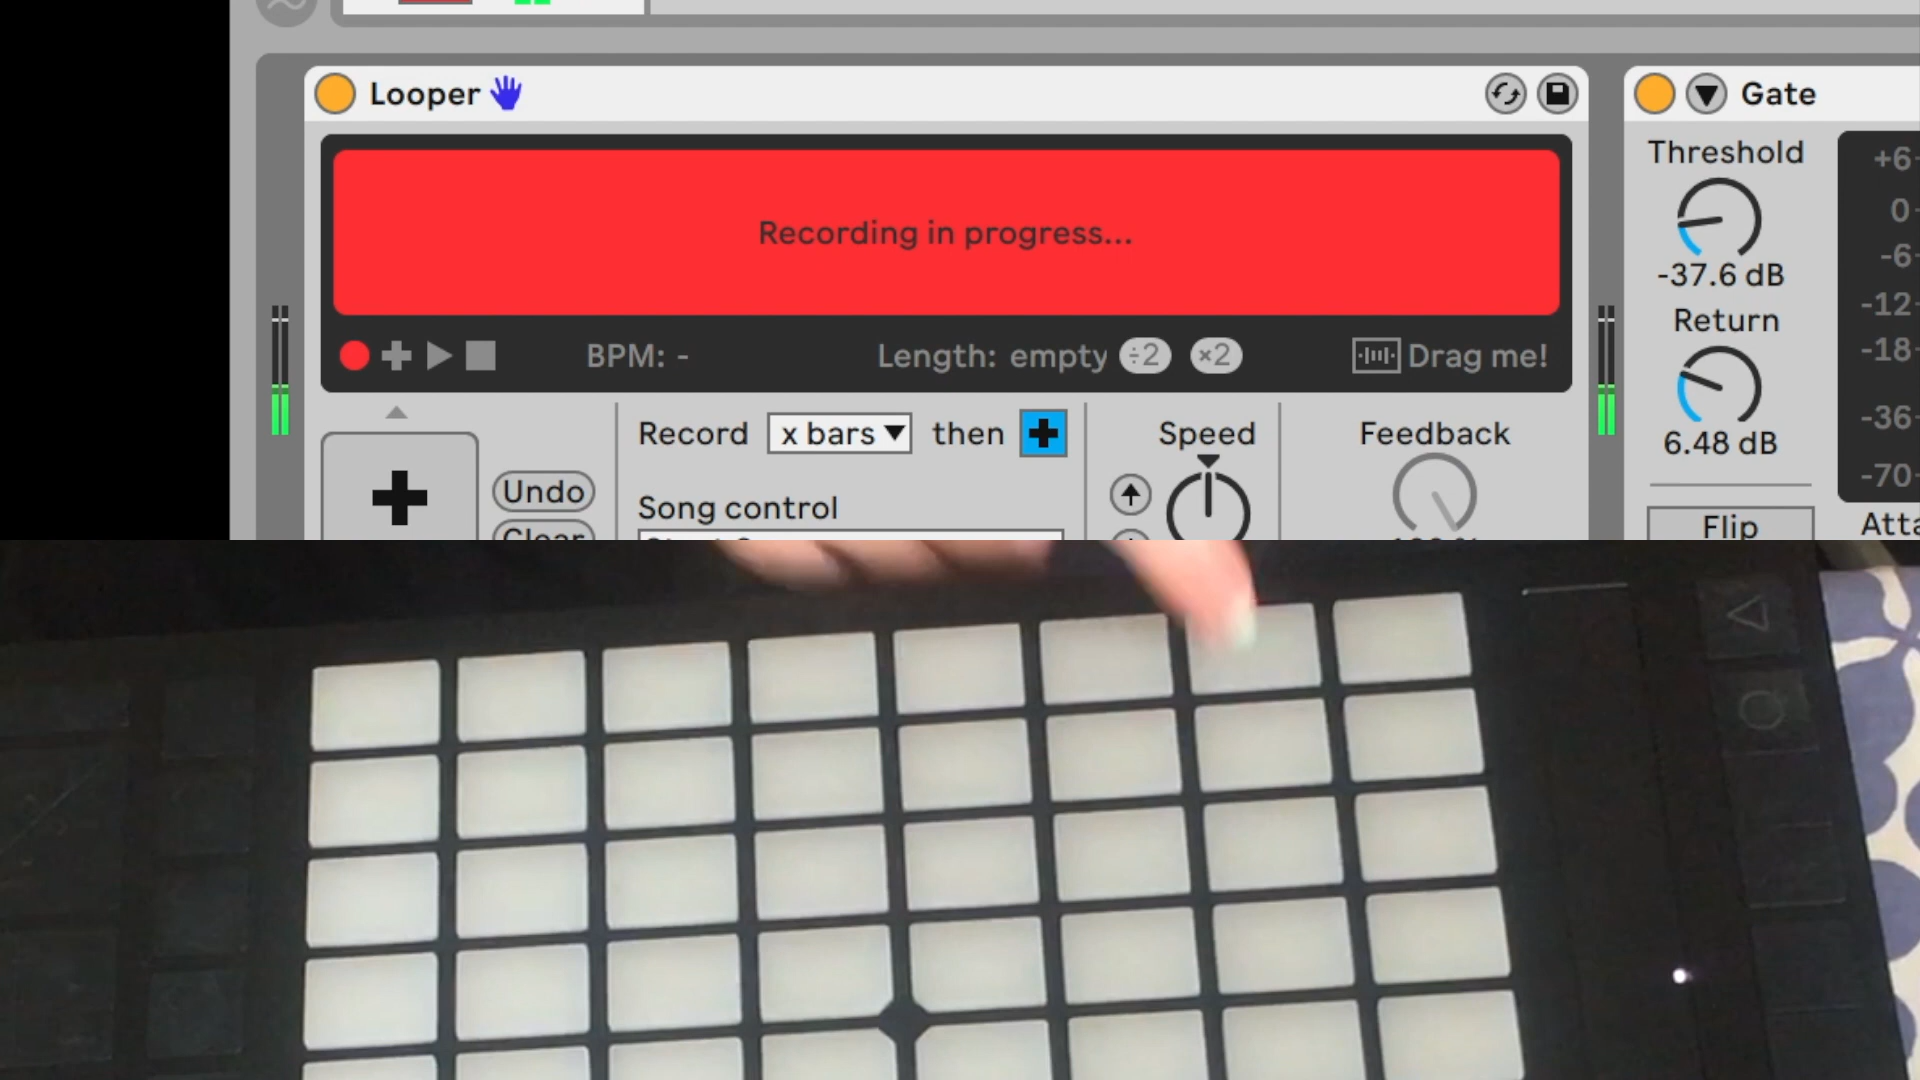 Looper
Gate
Recording in progress...
BPM: -
Length: empty
÷2
×2
Drag me!
Record
x bars
then
Undo
Song control
Speed
Feedback
Threshold
-37.6 dB
Return
6.48 dB
Flip
+6
0
-6
-12
-18
-36
-70